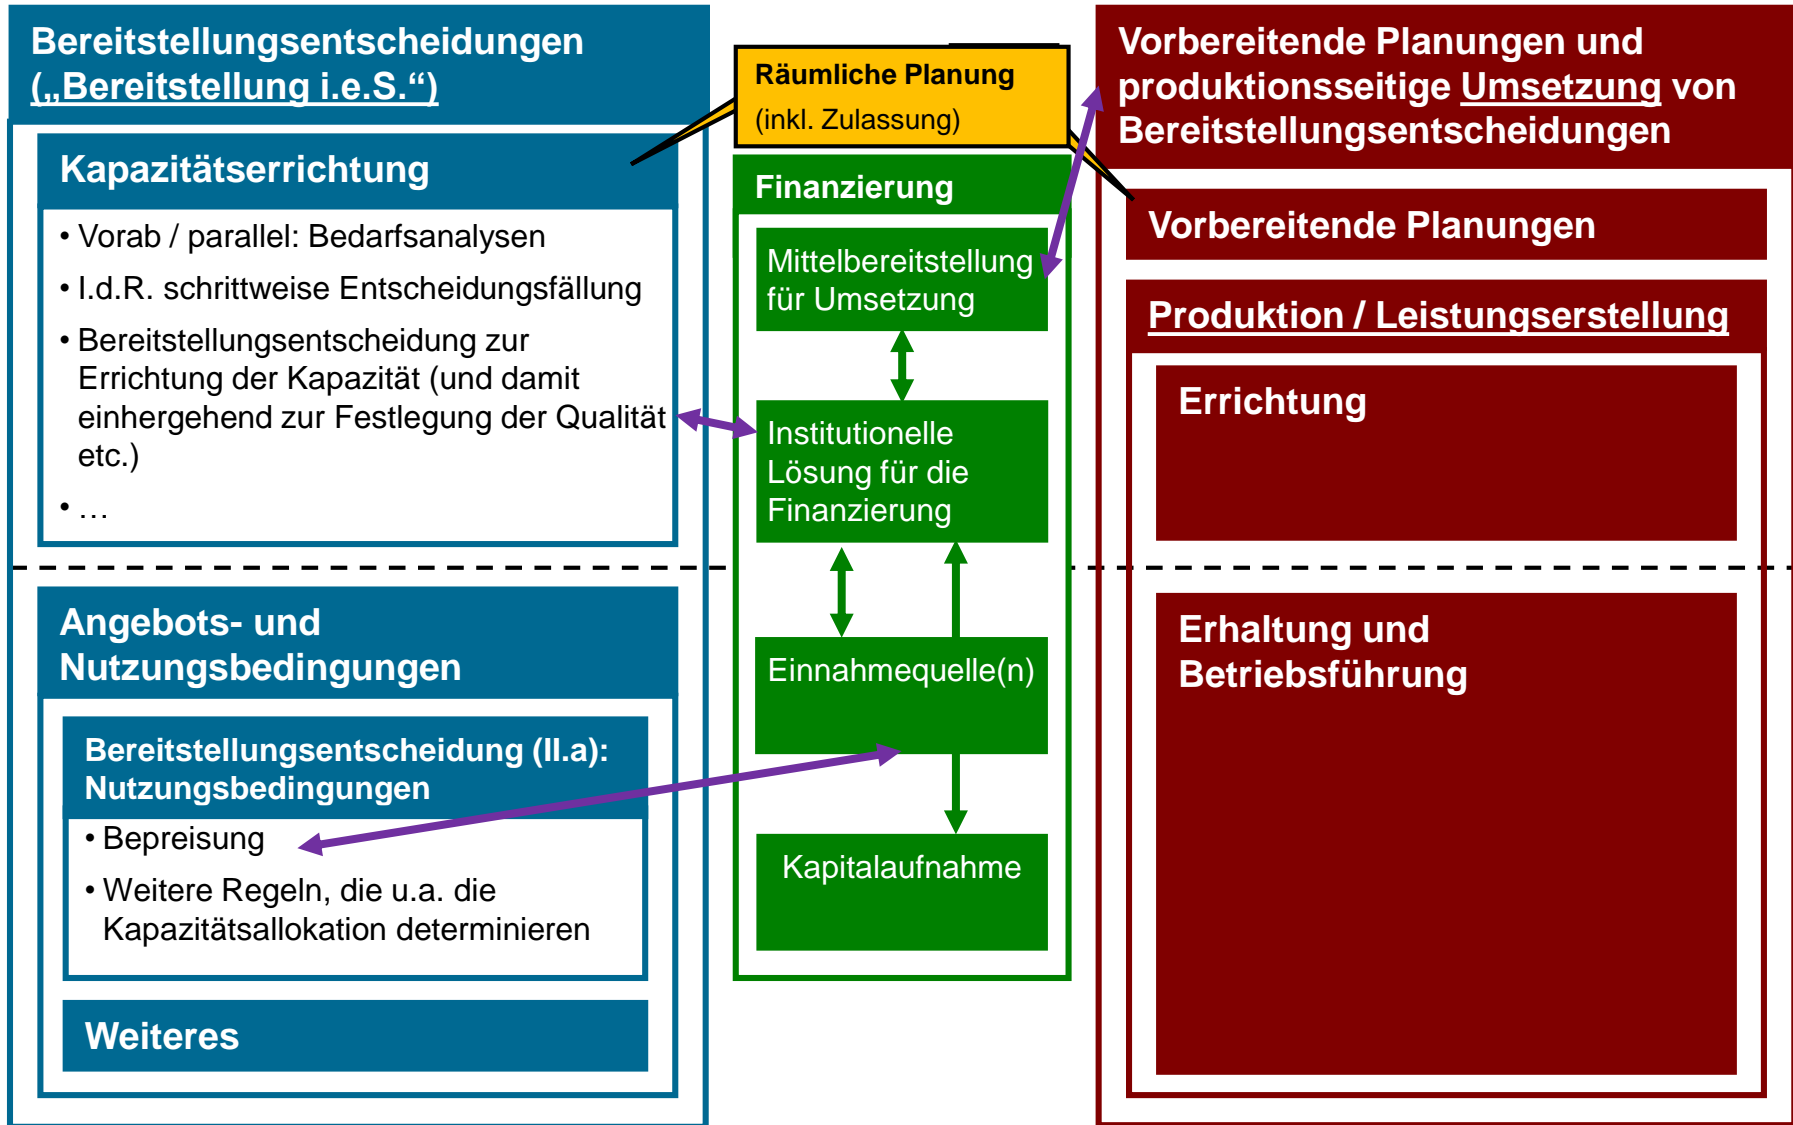 Bereitstellungsentscheidungen
(„Bereitstellung i.e.S.“)
Kapazitätserrichtung
• Vorab / parallel: Bedarfsanalysen
• I.d.R. schrittweise Entscheidungsfällung
• Bereitstellungsentscheidung zur
Errichtung der Kapazität (und damit
einhergehend zur Festlegung der Qualität
etc.)
• …
Angebots- und
Nutzungsbedingungen
Bereitstellungsentscheidung (II.a):
Nutzungsbedingungen
• Bepreisung
• Weitere Regeln, die u.a. die
Kapazitätsallokation determinieren
Weiteres
Räumliche Planung
(inkl. Zulassung)
Finanzierung
Mittelbereitstellung
für Umsetzung
Institutionelle
Lösung für die
Finanzierung
Einnahmequelle(n)
Kapitalaufnahme
Vorbereitende Planungen und
produktionsseitige Umsetzung von
Bereitstellungsentscheidungen
Vorbereitende Planungen
Produktion / Leistungserstellung
Errichtung
Erhaltung und
Betriebsführung